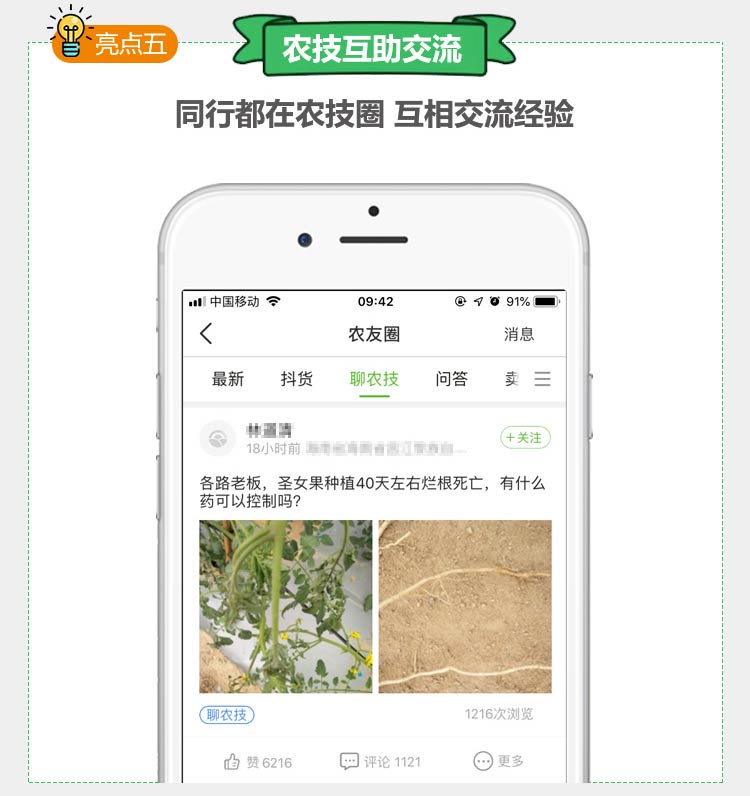 亮点五
农技互助交流
同行都在农技圈 互相交流经验
中国移动 09:42 91%
农友圈 消息
最新 抖货 聊农技 问答 卖
+关注
18小时前
各路老板，圣女果种植40天左右烂根死亡，有什么
药可以控制吗?
聊农技 1216次浏览
赞 6216 评论 1121 更多